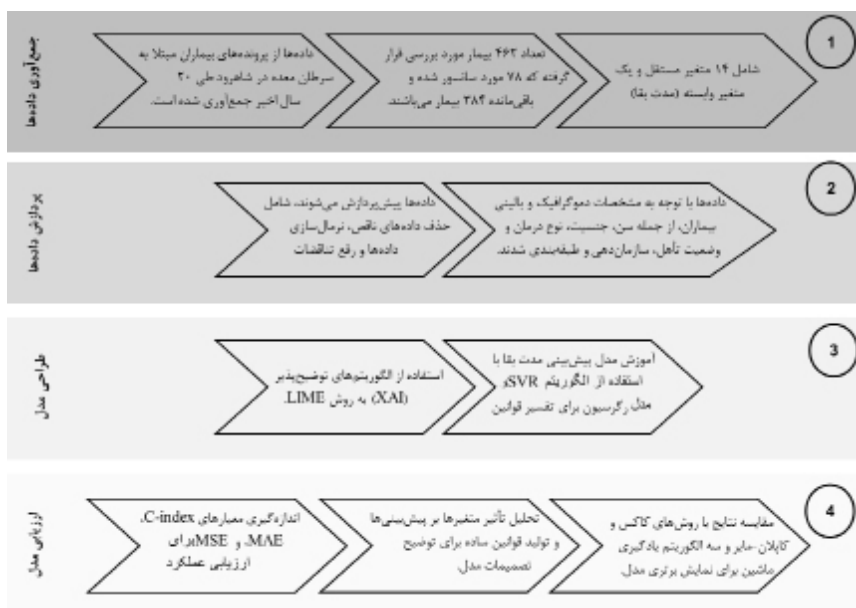 جمع‌آوری داده‌ها
1
شامل ۱۴ متغیر مستقل و یک
متغیر وابسته (مدت بقا)
تعداد ۴۶۲ بیمار مورد بررسی قرار
گرفته که ۷۸ مورد سانسور شده و
باقی‌مانده ۳۸۴ بیمار می‌باشند.
داده‌ها از پرونده‌های بیماران مبتلا به
سرطان معده در شاهرود طی ۲۰
سال اخیر جمع‌آوری شده است.
پردازش داده‌ها
2
داده‌ها با توجه به مشخصات دموگرافیک و بالینی
بیماران، از جمله سن، جنسیت، نوع درمان و
وضعیت تأهل، سازمان‌دهی و طبقه‌بندی شدند.
داده‌ها پیش‌پردازش می‌شوند، شامل
حذف داده‌های ناقص، نرمال‌سازی
داده‌ها و رفع تناقضات
طراحی مدل
3
آموزش مدل پیش‌بینی مدت بقا با
استفاده از الگوریتم SVR و
مدل رگرسیون برای تفسیر قوانین
استفاده از الگوریتم‌های توضیح‌پذیر
(XAI) به روش LIME.
ارزیابی مدل
4
مقایسه نتایج با روش‌های کاکس و
کاپلان-مایر و سه الگوریتم یادگیری
ماشین برای نمایش برتری مدل.
تحلیل تأثیر متغیرها بر پیش‌بینی‌ها
و تولید قوانین ساده برای توضیح
تصمیمات مدل.
اندازه‌گیری معیارهای C-index،
MAE، و MSE برای
ارزیابی عملکرد